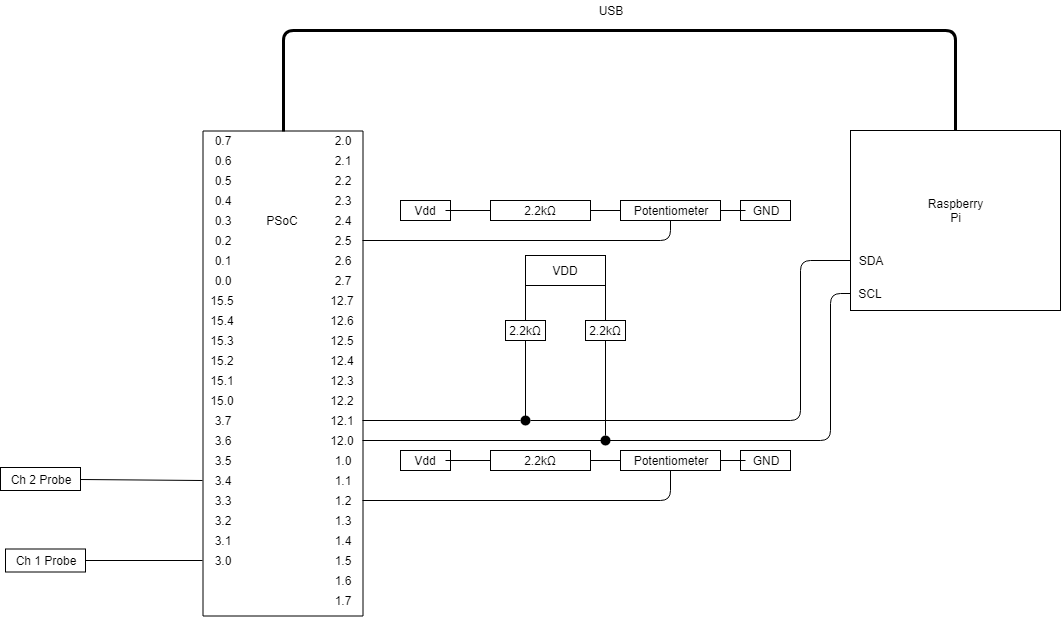 USB
0.7 2.0
0.6 2.1
0.5 2.2
0.4 2.3
0.3 PSoC 2.4
0.2 2.5
0.1 2.6
0.0 2.7
15.5 12.7
15.4 12.6
15.3 12.5
15.2 12.4
15.1 12.3
15.0 12.2
3.7 12.1
3.6 12.0
3.5 1.0
3.4 1.1
3.3 1.2
3.2 1.3
3.1 1.4
3.0 1.5
1.6
1.7
Vdd 2.2kΩ Potentiometer GND
VDD
2.2kΩ 2.2kΩ
Vdd 2.2kΩ Potentiometer GND
Raspberry
Pi
SDA
SCL
Ch 2 Probe
Ch 1 Probe